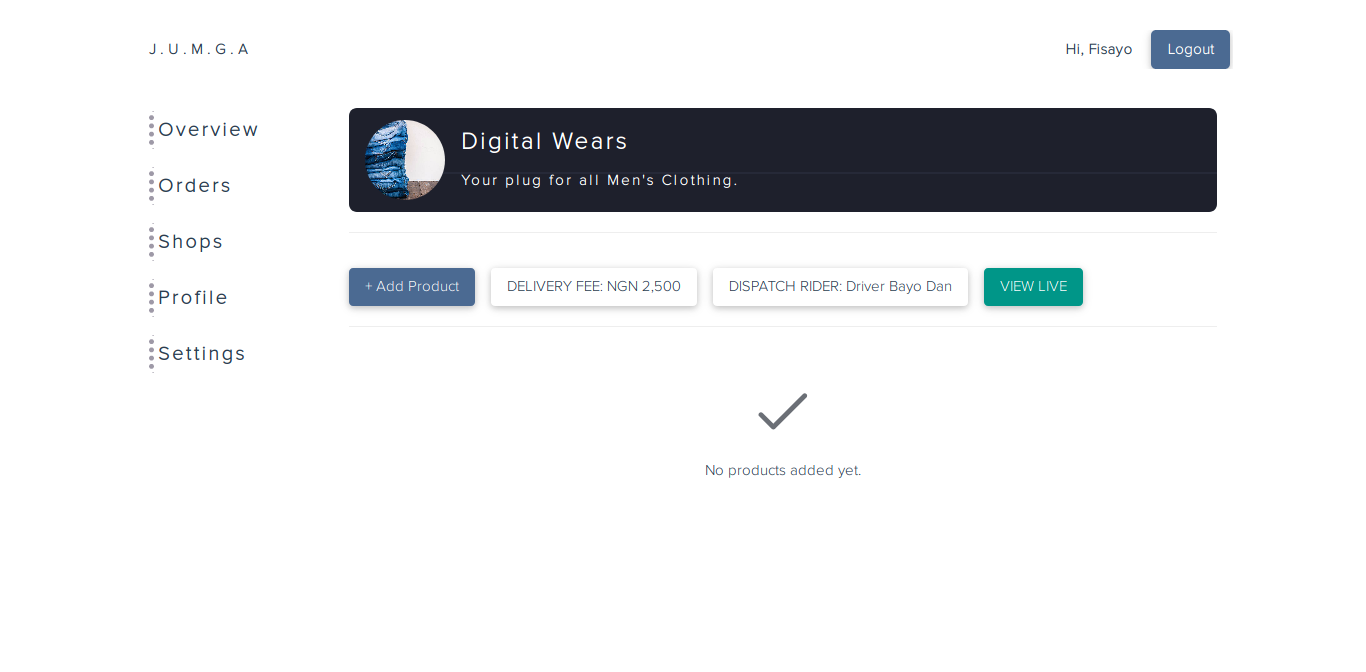 J.U.M.G.A
Hi, Fisayo
Logout
Overview
Orders
Shops
Profile
Settings
Digital Wears
Your plug for all Men's Clothing.
+ Add Product
DELIVERY FEE: NGN 2,500
DISPATCH RIDER: Driver Bayo Dan
VIEW LIVE
No products added yet.